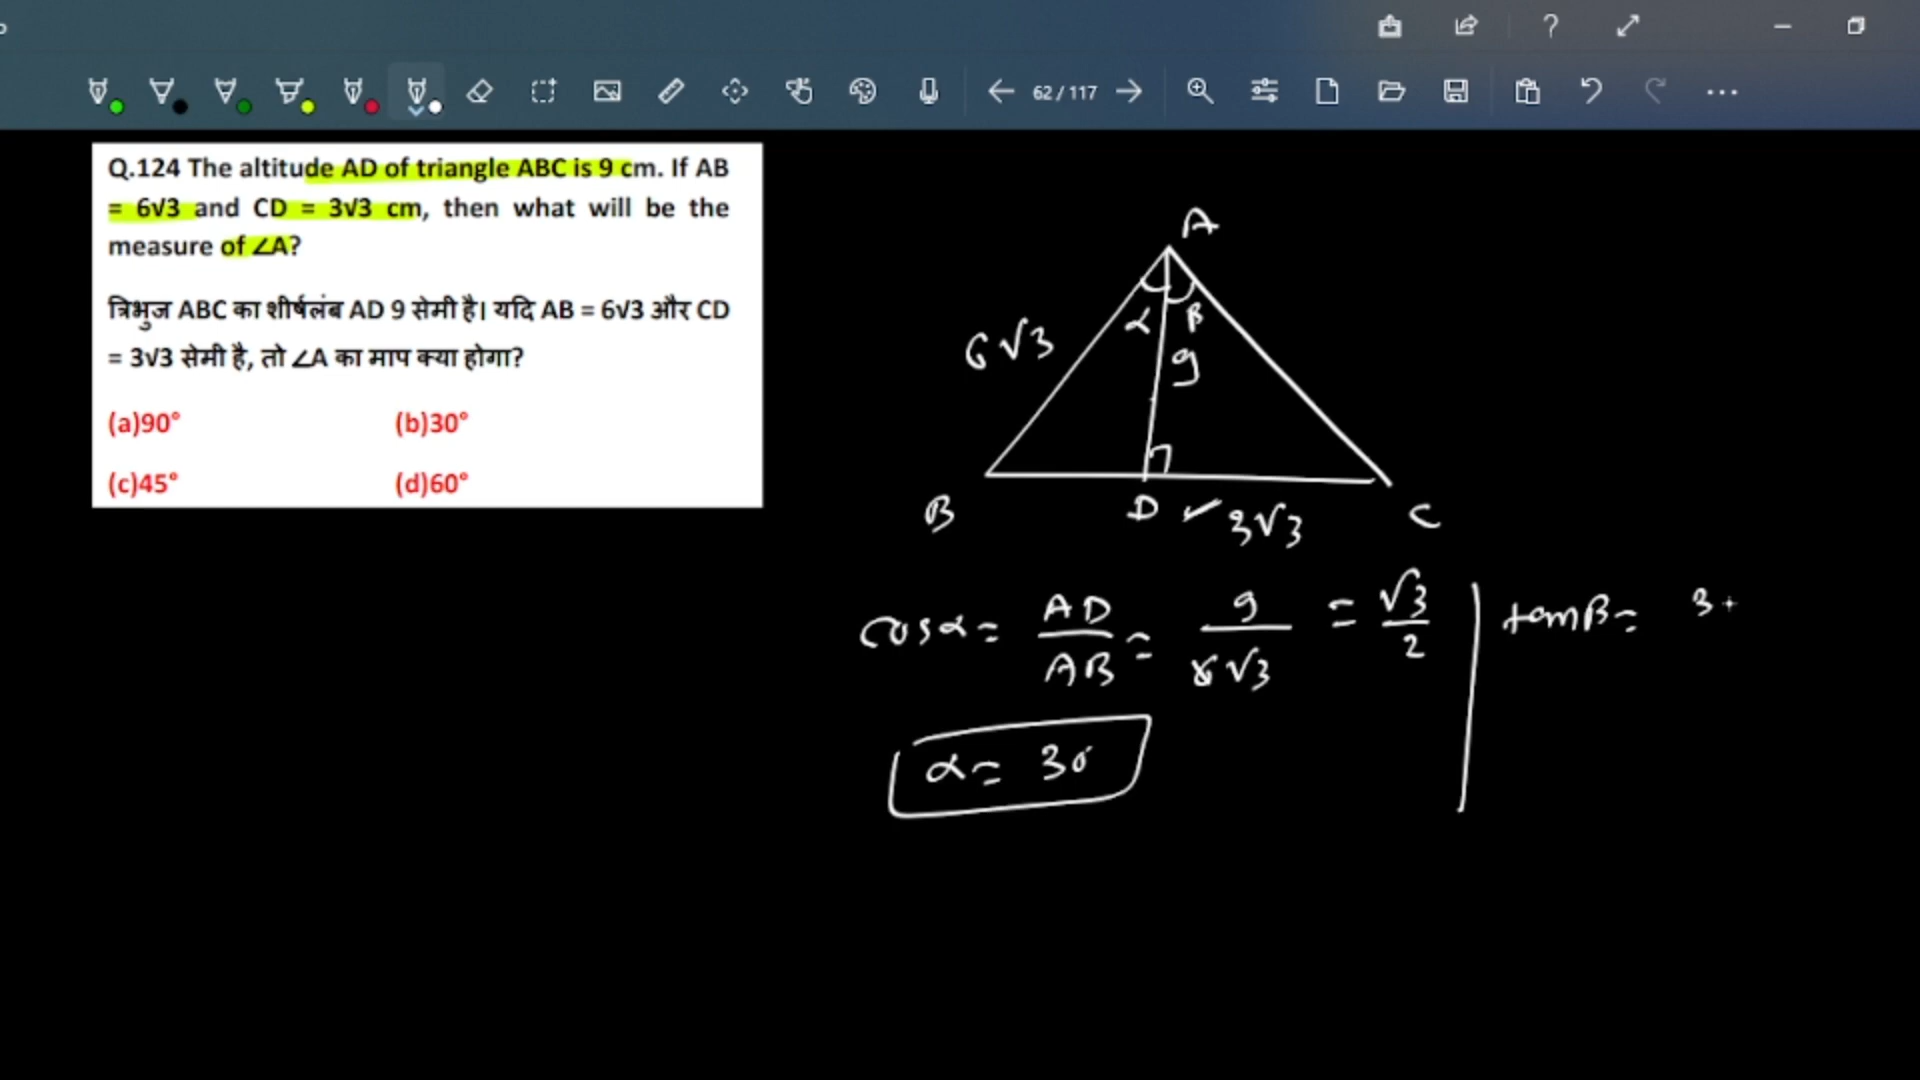 62 / 117
Q.124 The altitude AD of triangle ABC is 9 cm. If AB
= 6√3 and CD = 3√3 cm, then what will be the
measure of ∠A?
त्रिभुज ABC का शीर्षलंब AD 9 सेमी है। यदि AB = 6√3 और CD
= 3√3 सेमी है, तो ∠A का माप क्या होगा?
(a)90° (b)30°
(c)45° (d)60°
A
α β
6√3
9
B D 3√3 C
cosα = AD/AB = 9/6√3 = √3/2
tanβ = 3
α = 30